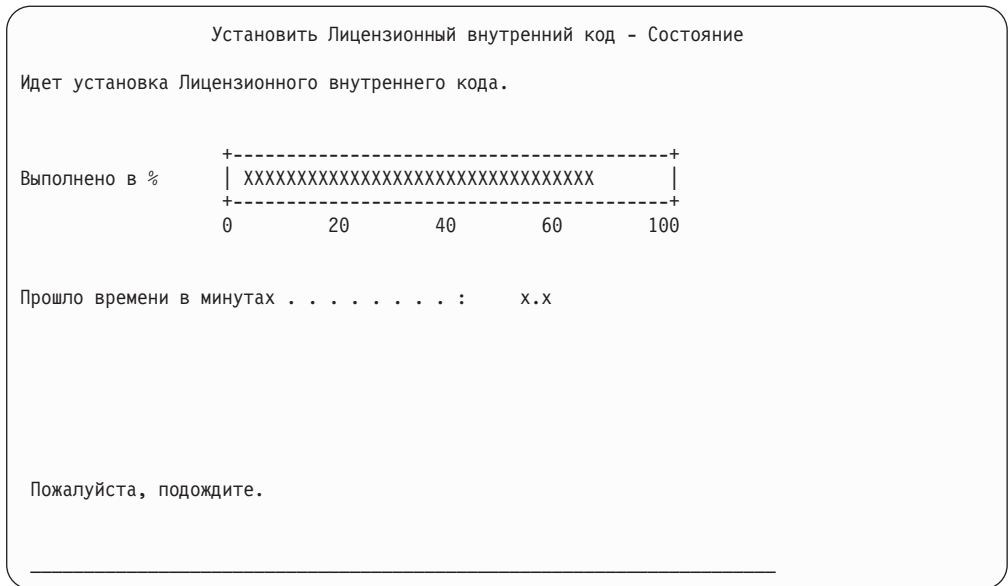 Установить Лицензионный внутренний код - Состояние
Идет установка Лицензионного внутреннего кода.
+-----------------------------------------+
Выполнено в % | XXXXXXXXXXXXXXXXXXXXXXXXXXXXXXXXX |
+-----------------------------------------+
0 20 40 60 100
Прошло времени в минутах . . . . . . . . : x.x
Пожалуйста, подождите.